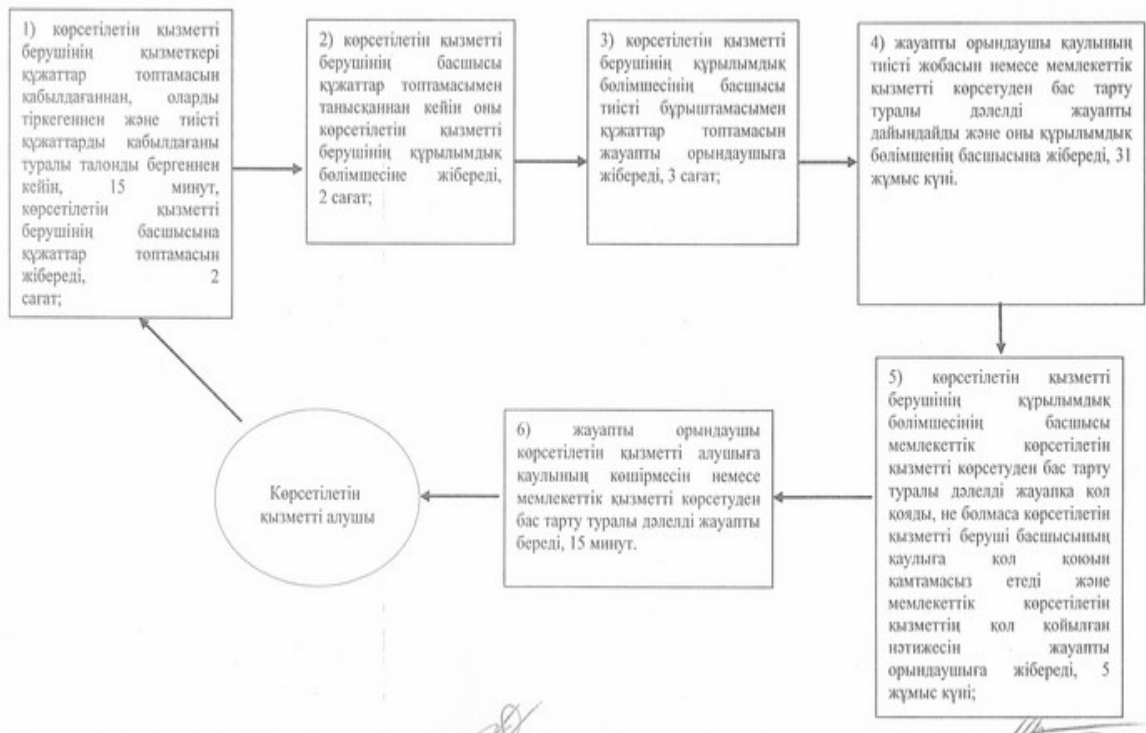 1) көрсетілетін қызметті
берушінің қызметкері
құжаттар топтамасын
қабылдағаннан, оларды
тіркегеннен және тиісті
құжаттарды қабылдағаны
туралы талонды бергеннен
кейін, 15 минут,
көрсетілетін қызметті
берушінің басшысына
құжаттар топтамасын
жібереді, 2
сағат;
2) көрсетілетін қызметті
берушінің басшысы
құжаттар топтамасымен
танысқаннан кейін оны
көрсетілетін қызметті
берушінің құрылымдық
бөлімшесіне жібереді,
2 сағат;
3) көрсетілетін қызметті
берушінің құрылымдық
бөлімшесінің басшысы
тиісті бұрыштамасымен
құжаттар топтамасын
жауапты орындаушыға
жібереді, 3 сағат;
4) жауапты орындаушы қаулының
тиісті жобасын немесе мемлекеттік
қызметті көрсетуден бас тарту
туралы дәлелді жауапты
дайындайды және оны құрылымдық
бөлімшенің басшысына жібереді, 31
жұмыс күні.
5) көрсетілетін қызметті
берушінің құрылымдық
бөлімшесінің басшысы
мемлекеттік көрсетілетін
қызметті көрсетуден бас тарту
туралы дәлелді жауапқа қол
қояды, не болмаса көрсетілетін
қызметті беруші басшысының
қаулыға қол қоюын
қамтамасыз етеді және
мемлекеттік көрсетілетін
қызметтің қол қойылған
нәтижесін жауапты
орындаушыға жібереді, 5
жұмыс күні;
6) жауапты орындаушы
көрсетілетін қызметті алушыға
қаулының көшірмесін немесе
мемлекеттік қызметті көрсетуден
бас тарту туралы дәлелді жауапты
береді, 15 минут.
Көрсетілетін
қызметті алушы